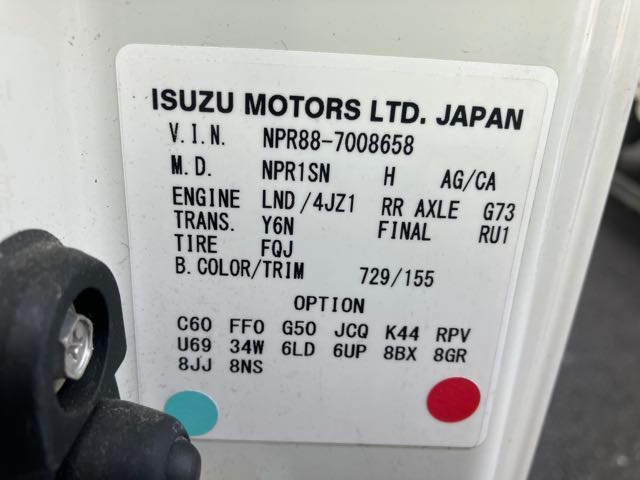 ISUZU MOTORS LTD. JAPAN
V.I.N. NPR88-7008658
M.D. NPR1SN H AG/CA
ENGINE LND/4JZ1 RR AXLE G73
TRANS. Y6N FINAL RU1
TIRE FQJ
B.COLOR/TRIM 729/155
OPTION
C60 FF0 G50 JCQ K44 RPV
U69 34W 6LD 6UP 8BX 8GR
8JJ 8NS